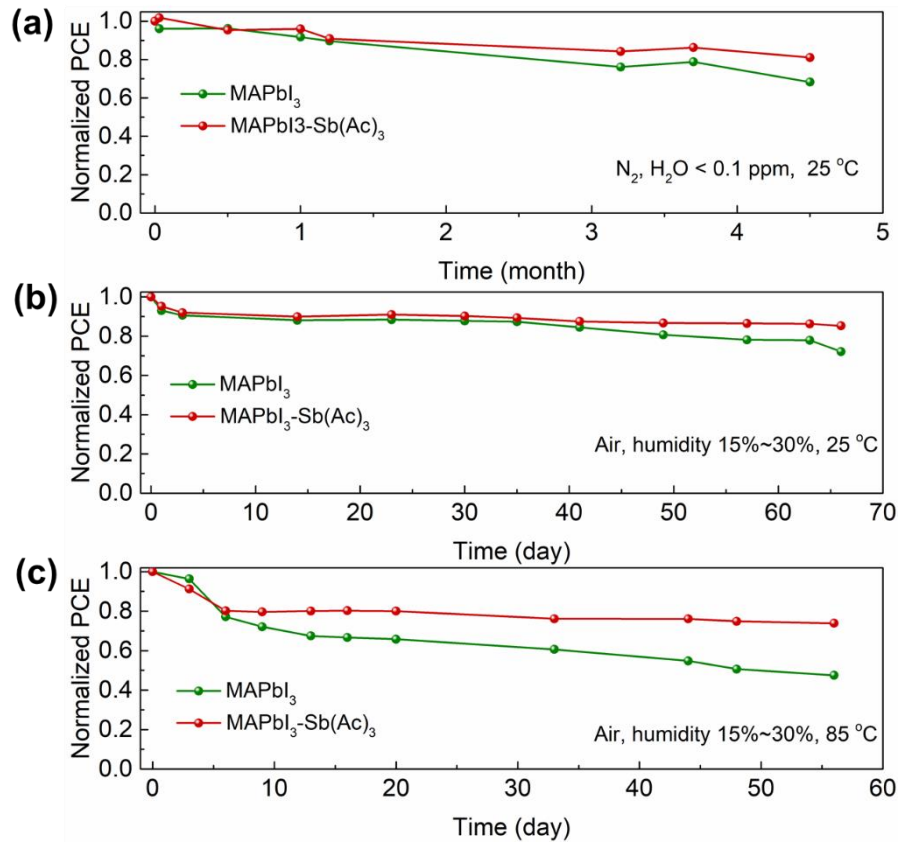 (a)
Normalized PCE
1.0
0.8
0.6
0.4
0.2
0.0
MAPbI₃
MAPbI3-Sb(Ac)₃
N₂, H₂O < 0.1 ppm, 25 °C
0 1 2 3 4 5
Time (month)
(b)
Normalized PCE
1.0
0.8
0.6
0.4
0.2
0.0
MAPbI₃
MAPbI₃-Sb(Ac)₃
Air, humidity 15%~30%, 25 °C
0 10 20 30 40 50 60 70
Time (day)
(c)
Normalized PCE
1.0
0.8
0.6
0.4
0.2
0.0
MAPbI₃
MAPbI₃-Sb(Ac)₃
Air, humidity 15%~30%, 85 °C
0 10 20 30 40 50 60
Time (day)